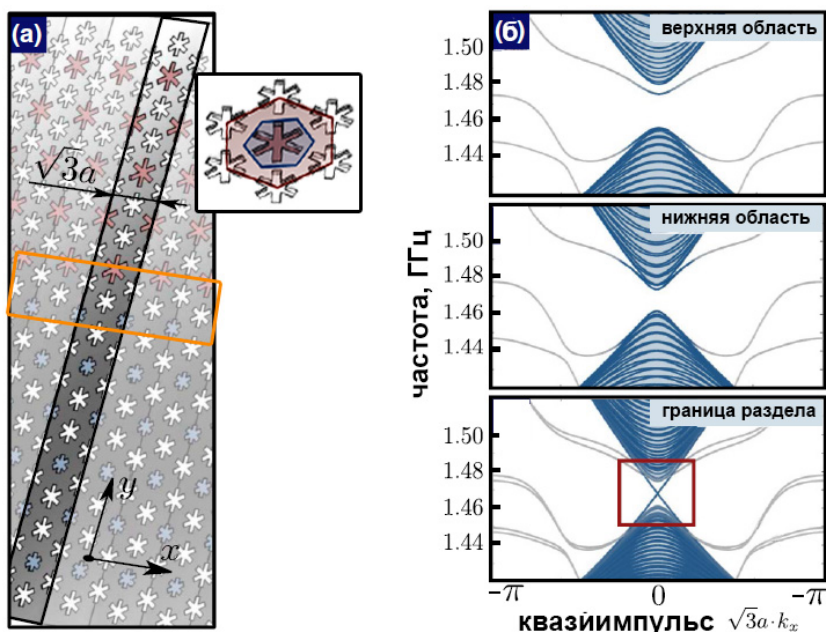 (а)
√3a
y
x
(б)
частота, ГГц
верхняя область
1.50
1.48
1.46
1.44
нижняя область
1.50
1.48
1.46
1.44
граница раздела
1.50
1.48
1.46
1.44
-π 0 -π
квазиимпульс √3a·kₓ